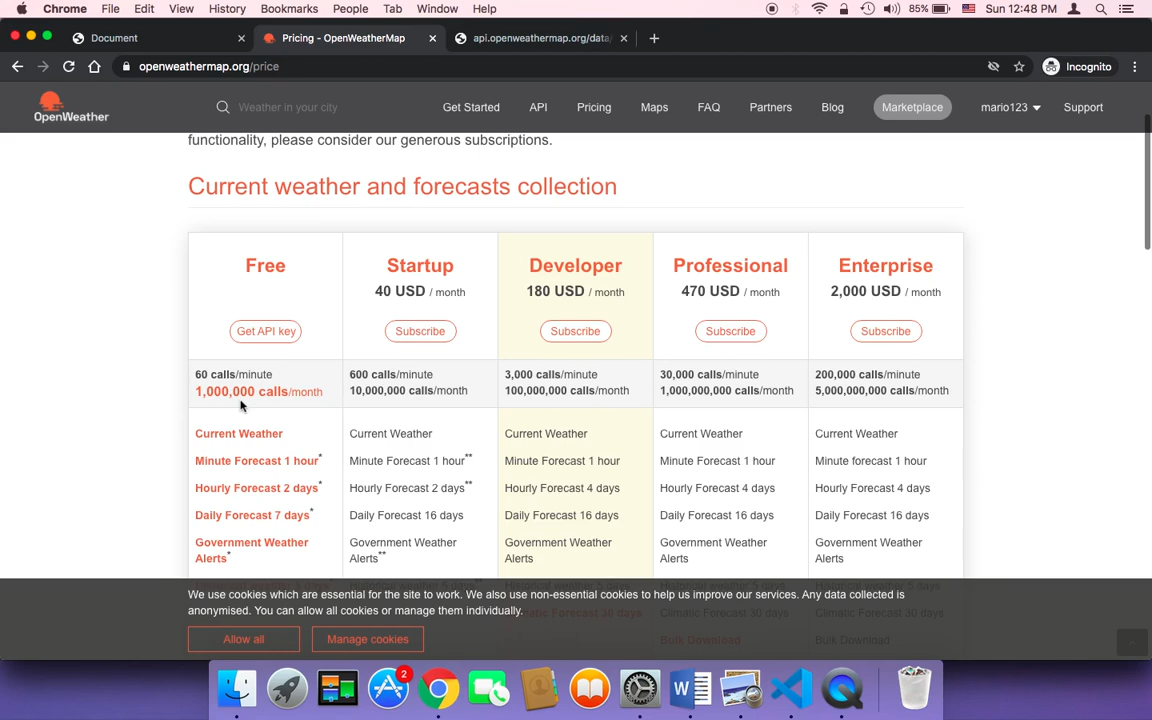 Chrome File Edit View History Bookmarks People Tab Window Help 85% Sun 12:48 PM
Document Pricing - OpenWeatherMap api.openweathermap.org/data/
openweathermap.org/price Incognito
OpenWeather Weather in your city Get Started API Pricing Maps FAQ Partners Blog Marketplace mario123 Support
functionality, please consider our generous subscriptions.
Current weather and forecasts collection
Free Startup Developer Professional Enterprise
40 USD / month 180 USD / month 470 USD / month 2,000 USD / month
Get API key Subscribe Subscribe Subscribe Subscribe
60 calls/minute 600 calls/minute 3,000 calls/minute 30,000 calls/minute 200,000 calls/minute
1,000,000 calls/month 10,000,000 calls/month 100,000,000 calls/month 1,000,000,000 calls/month 5,000,000,000 calls/month
Current Weather Current Weather Current Weather Current Weather Current Weather
Minute Forecast 1 hour* Minute Forecast 1 hour** Minute Forecast 1 hour Minute Forecast 1 hour Minute forecast 1 hour
Hourly Forecast 2 days* Hourly Forecast 2 days** Hourly Forecast 4 days Hourly Forecast 4 days Hourly Forecast 4 days
Daily Forecast 7 days* Daily Forecast 16 days Daily Forecast 16 days Daily Forecast 16 days Daily Forecast 16 days
Government Weather Government Weather Government Weather Government Weather Government Weather
Alerts* Alerts** Alerts Alerts Alerts
We use cookies which are essential for the site to work. We also use non-essential cookies to help us improve our services. Any data collected is
anonymised. You can allow all cookies or manage them individually.
Climatic Forecast 30 days Climatic Forecast 30 days
Allow all Manage cookies Bulk Download Bulk Download
2